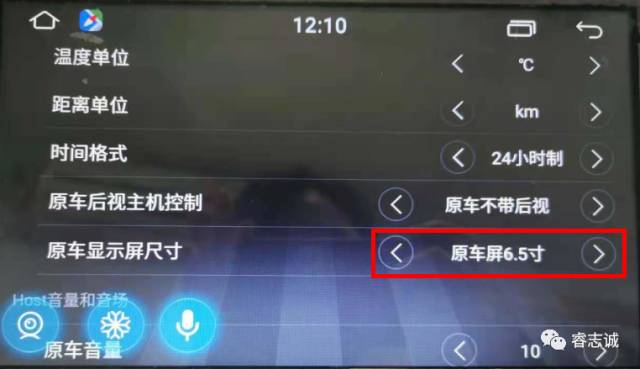 12:10
温度单位 ℃
距离单位 km
时间格式 24小时制
原车后视主机控制 原车不带后视
原车显示屏尺寸 原车屏6.5寸
Host音量和音场
原车音量 10
睿志诚